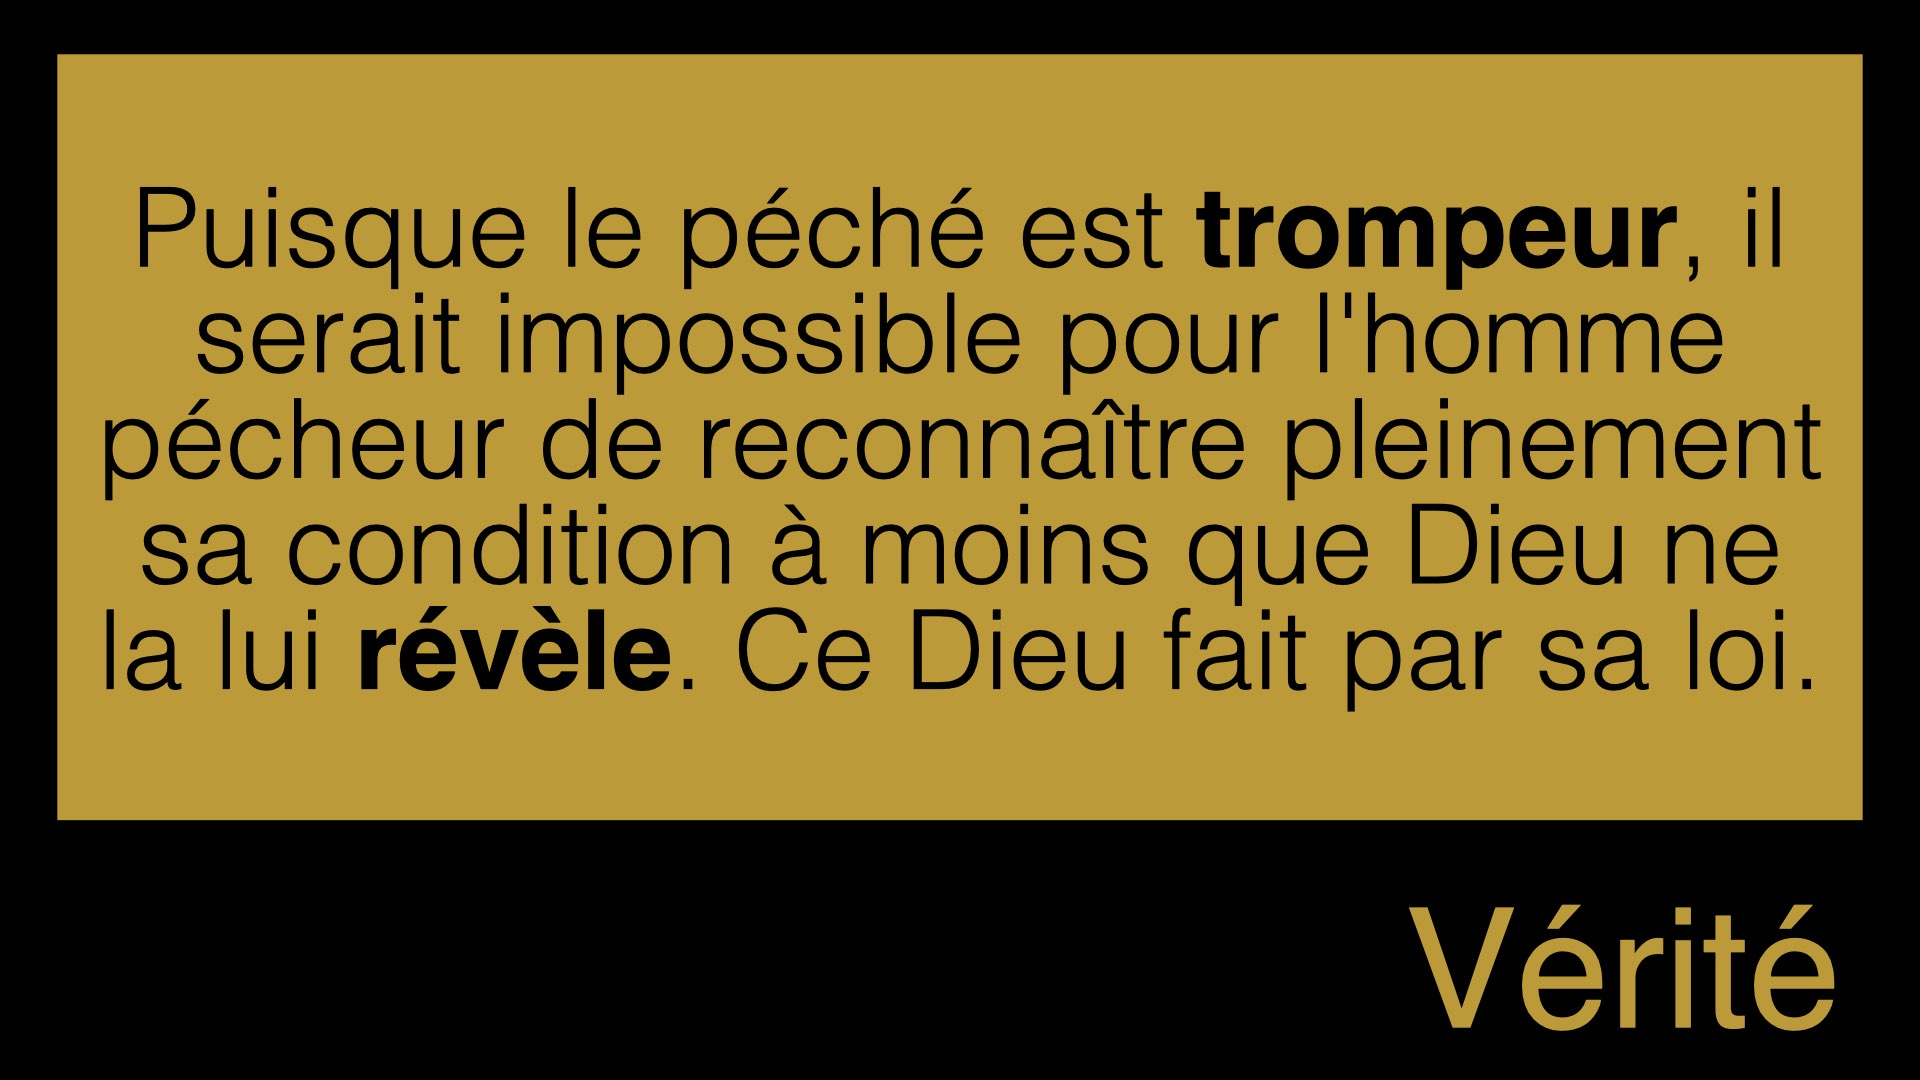 Puisque le péché est trompeur, il
serait impossible pour l'homme
pécheur de reconnaître pleinement
sa condition à moins que Dieu ne
la lui révèle. Ce Dieu fait par sa loi.
Vérité